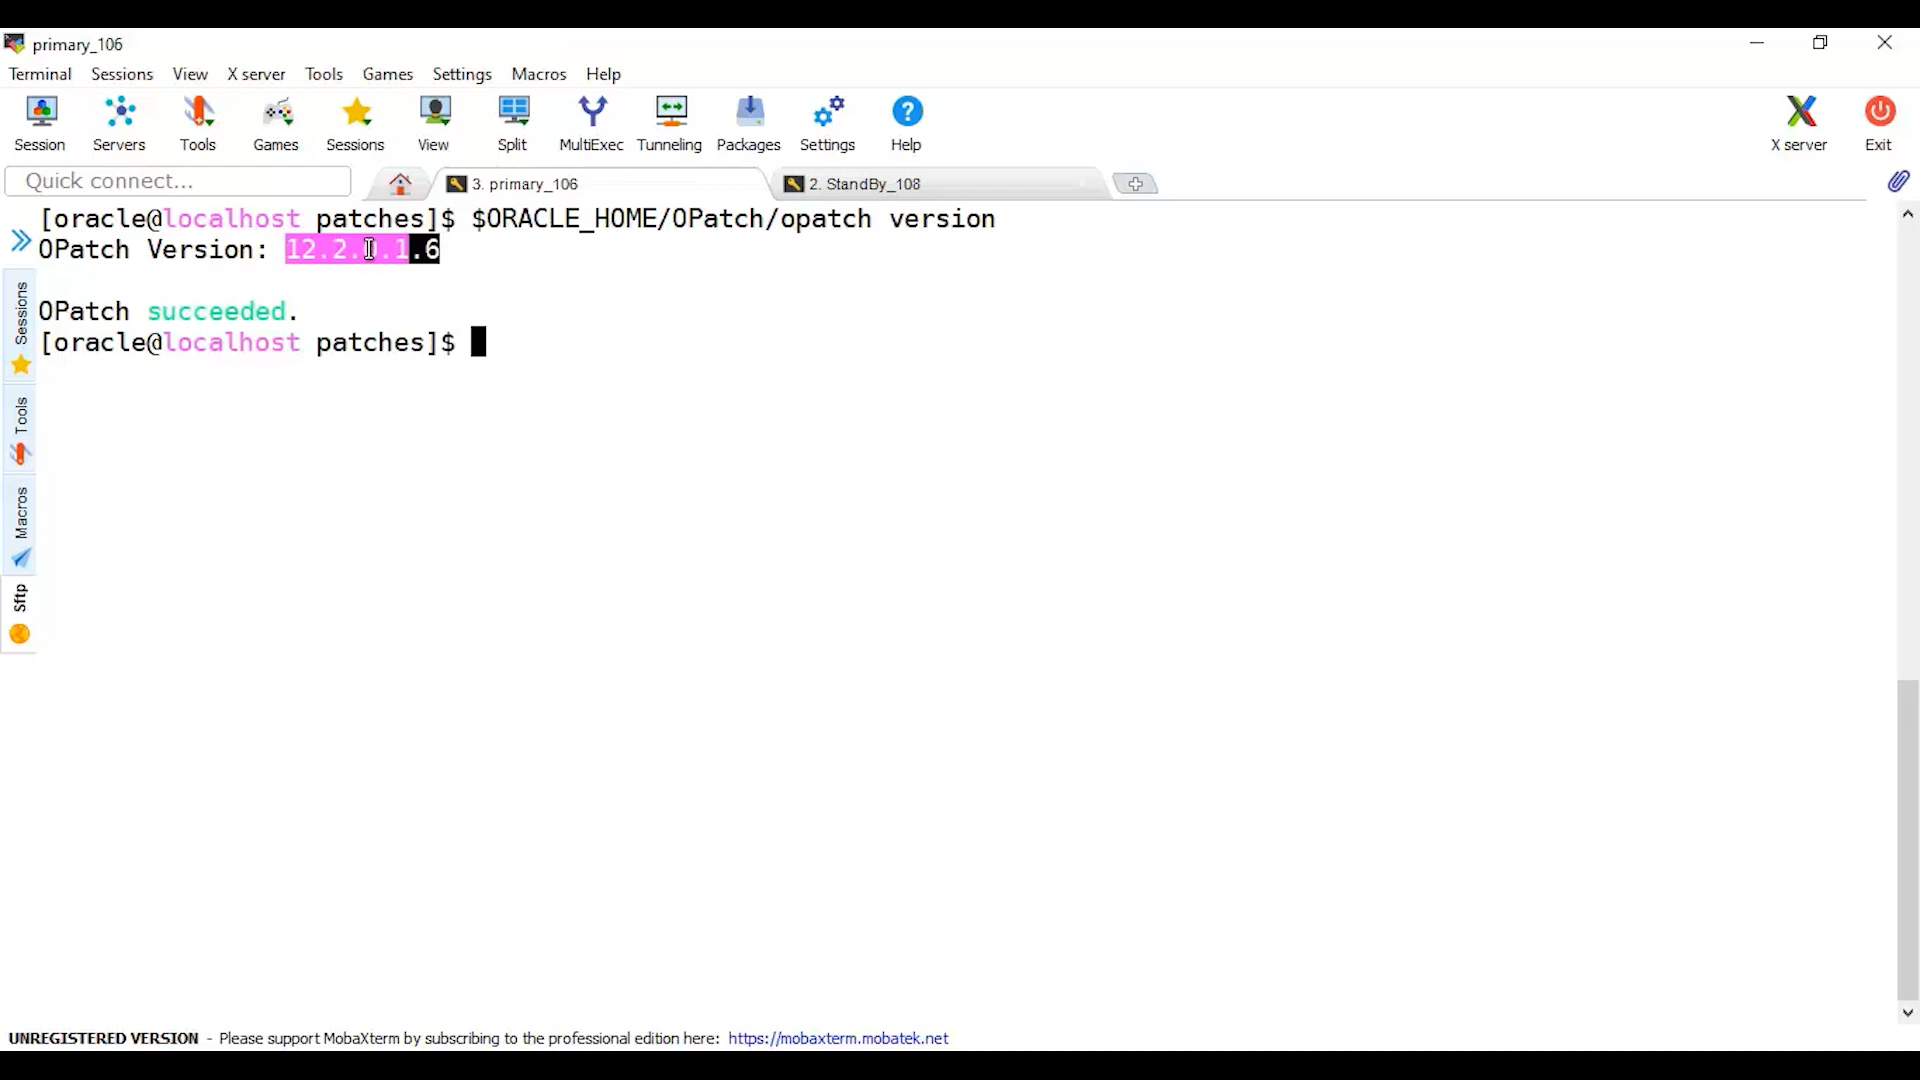 primary_106
Terminal Sessions View X server Tools Games Settings Macros Help
Session Servers Tools Games Sessions View Split MultiExec Tunneling Packages Settings Help X server Exit
Quick connect... 3. primary_106 2. StandBy_108
[oracle@localhost patches]$ $ORACLE_HOME/OPatch/opatch version
OPatch Version: 12.2.0.1.6
OPatch succeeded.
[oracle@localhost patches]$
Sessions
Tools
Macros
Sftp
UNREGISTERED VERSION - Please support MobaXterm by subscribing to the professional edition here: https://mobaxterm.mobatek.net